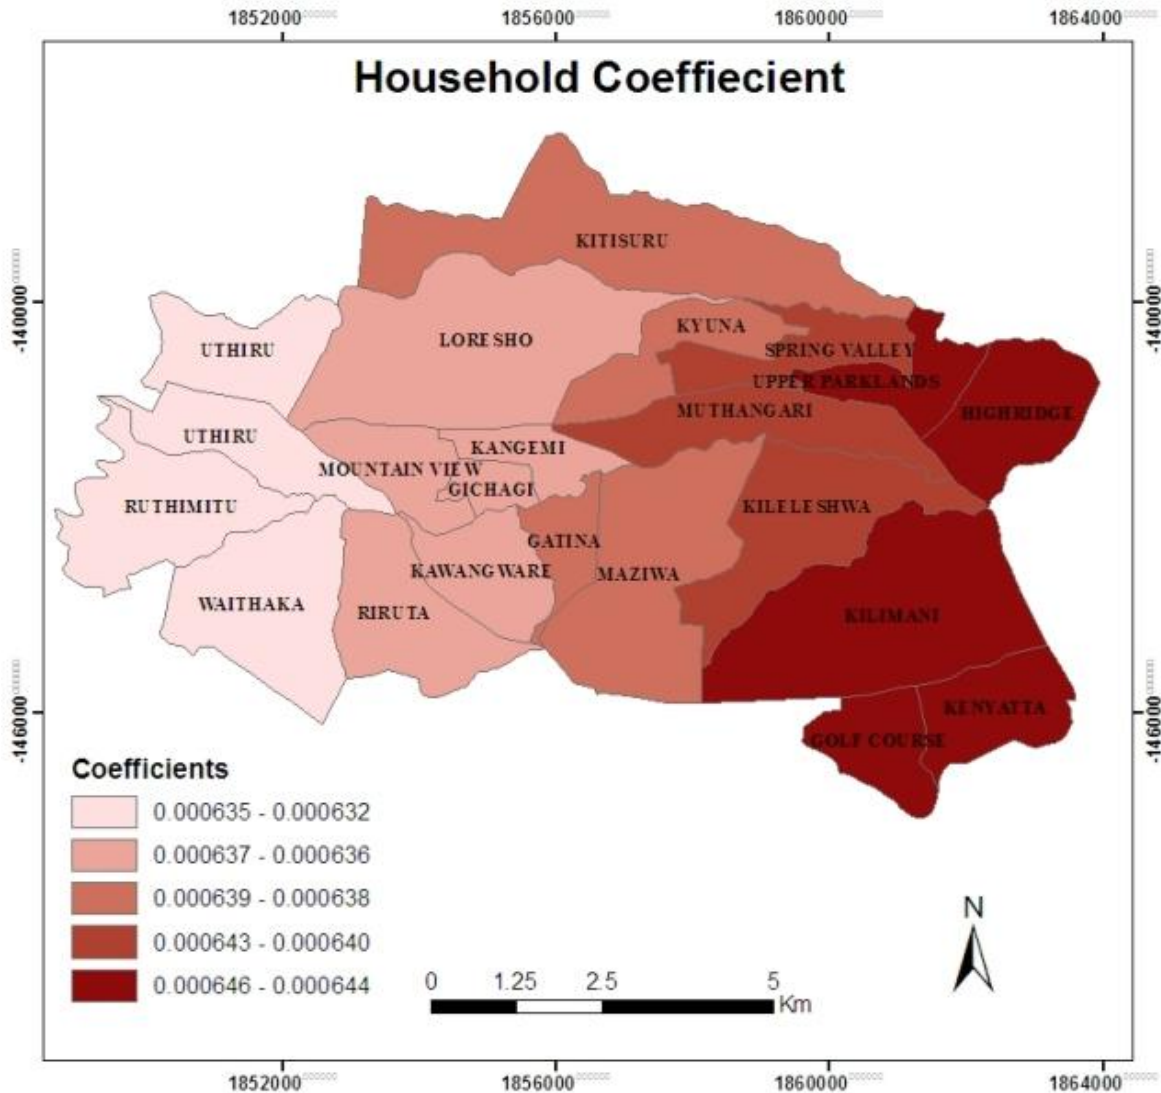 1852000 1856000 1860000 1864000
Household Coeffiecient
KITISURU
-140000 -140000
KYUNA
LORESHO
UTHIRU SPRING VALLEY
UPPER PARKLANDS
MUTHANGARI HIGHRIDGE
UTHIRU
KANGEMI
MOUNTAIN VIEW
GICHAGI
RUTHIMITU KILELESHWA
GATINA
KAWANGWARE MAZIWA
WAITHAKA
RIRUTA KILIMANI
-146000 -146000
KENYATTA
GOLF COURSE
Coefficients
0.000635 - 0.000632
0.000637 - 0.000636
0.000639 - 0.000638
0.000643 - 0.000640
0.000646 - 0.000644
N
0 1.25 2.5 5
Km
1852000 1856000 1860000 1864000